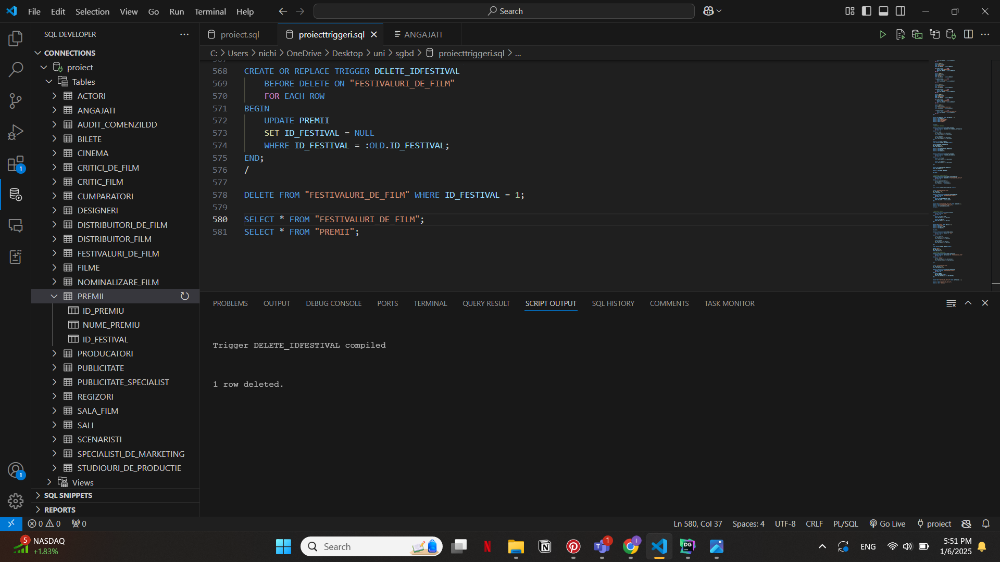 File Edit Selection View Go Run Terminal Help
Search
SQL DEVELOPER
CONNECTIONS
proiect
Tables
ACTORI
ANGAJATI
AUDIT_COMENZILDD
BILETE
CINEMA
CRITICI_DE_FILM
CRITIC_FILM
CUMPARATORI
DESIGNERI
DISTRIBUITORI_DE_FILM
DISTRIBUITOR_FILM
FESTIVALURI_DE_FILM
FILME
NOMINALIZARE_FILM
PREMII
ID_PREMIU
NUME_PREMIU
ID_FESTIVAL
PRODUCATORI
PUBLICITATE
PUBLICITATE_SPECIALIST
REGIZORI
SALA_FILM
SALI
SCENARISTI
SPECIALISTI_DE_MARKETING
STUDIOURI_DE_PRODUCTIE
Views
SQL SNIPPETS
REPORTS
1
1
proiect.sql proiecttriggeri.sql ANGAJATI
C: > Users > nichi > OneDrive > Desktop > uni > sgbd > proiecttriggeri.sql > ...
567
568 CREATE OR REPLACE TRIGGER DELETE_IDFESTIVAL
569 BEFORE DELETE ON "FESTIVALURI_DE_FILM"
570 FOR EACH ROW
571 BEGIN
572 UPDATE PREMII
573 SET ID_FESTIVAL = NULL
574 WHERE ID_FESTIVAL = :OLD.ID_FESTIVAL;
575 END;
576 /
577
578 DELETE FROM "FESTIVALURI_DE_FILM" WHERE ID_FESTIVAL = 1;
579
580 SELECT * FROM "FESTIVALURI_DE_FILM";
581 SELECT * FROM "PREMII";
PROBLEMS OUTPUT DEBUG CONSOLE PORTS TERMINAL QUERY RESULT SCRIPT OUTPUT SQL HISTORY COMMENTS TASK MONITOR
Trigger DELETE_IDFESTIVAL compiled
1 row deleted.
0 0 0
Ln 580, Col 37 Spaces: 4 UTF-8 CRLF PL/SQL Go Live proiect
5
NASDAQ
+1.83%
Search
N
N
T
1
I
DG
ENG
5:51 PM
1/6/2025